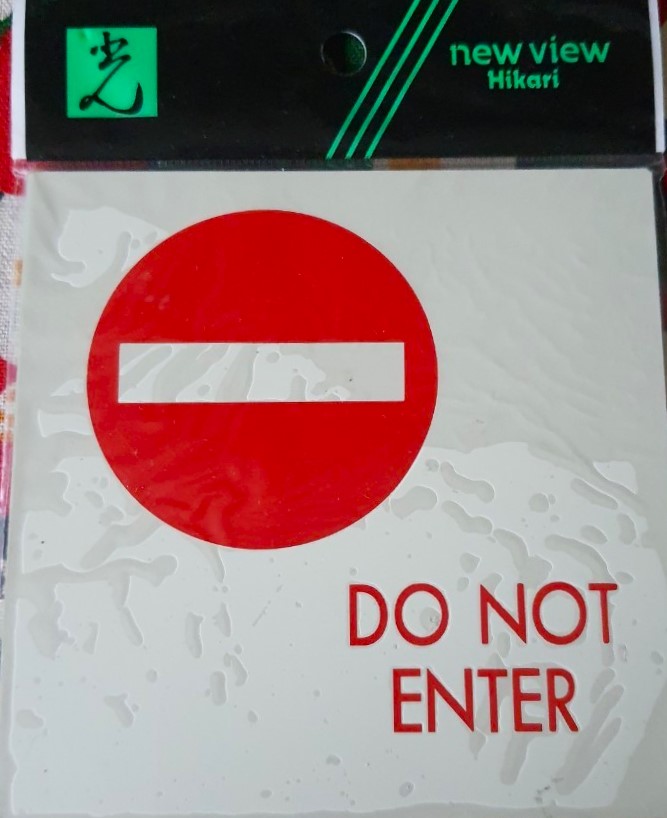 光
new view
Hikari
DO NOT
ENTER